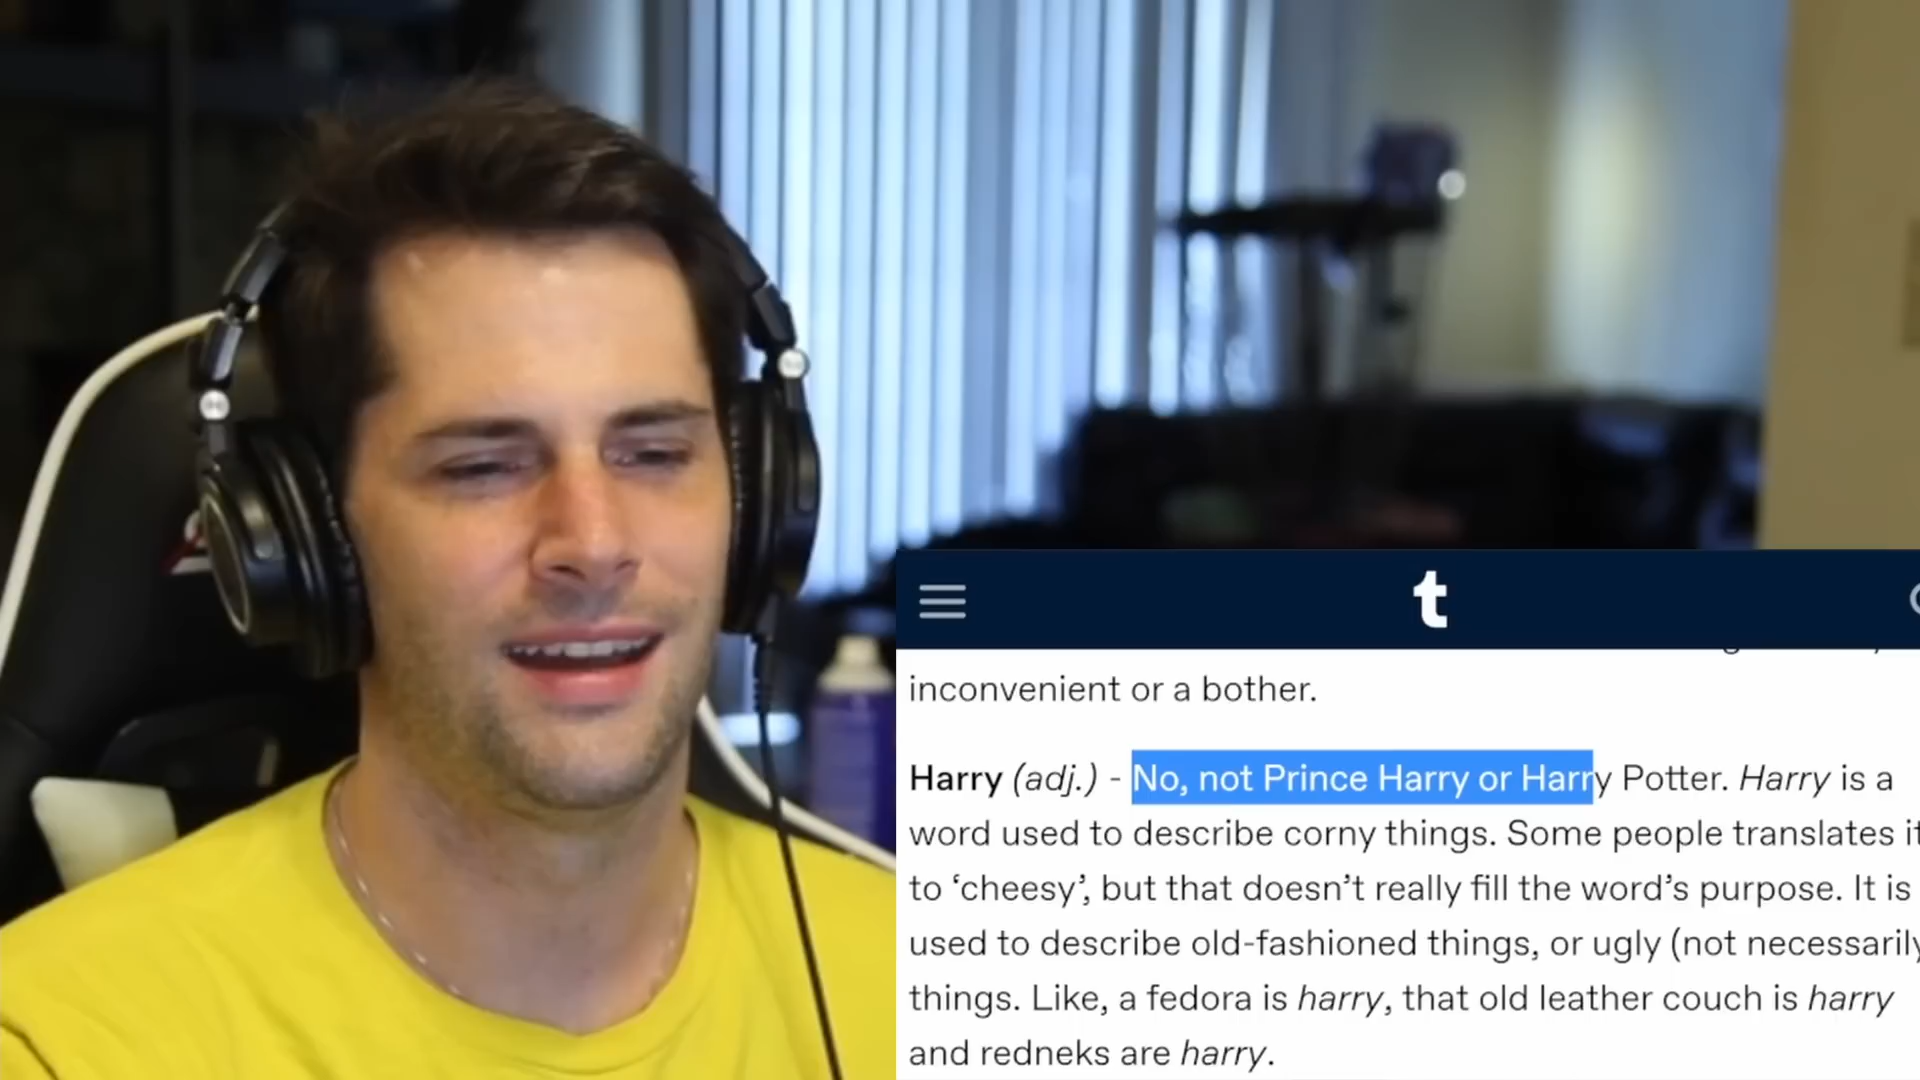 t
inconvenient or a bother.
Harry (adj.) - No, not Prince Harry or Harry Potter. Harry is a
word used to describe corny things. Some people translates it
to ‘cheesy’, but that doesn’t really fill the word’s purpose. It is
used to describe old-fashioned things, or ugly (not necessarily
things. Like, a fedora is harry, that old leather couch is harry
and redneks are harry.